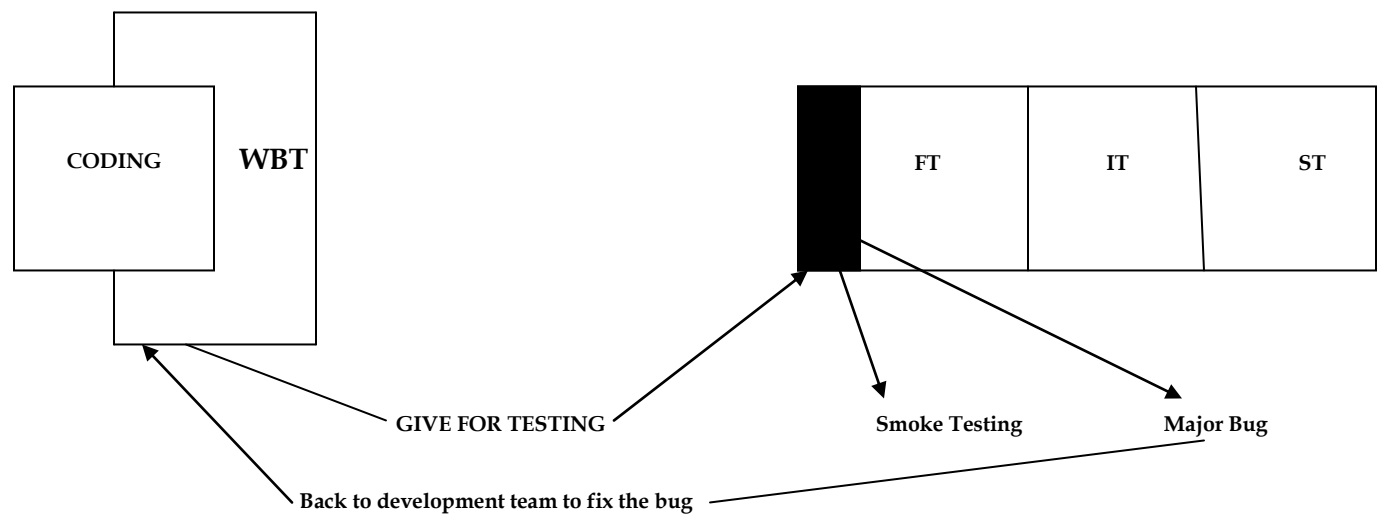 CODING
WBT
FT
IT
ST
GIVE FOR TESTING
Smoke Testing
Major Bug
Back to development team to fix the bug